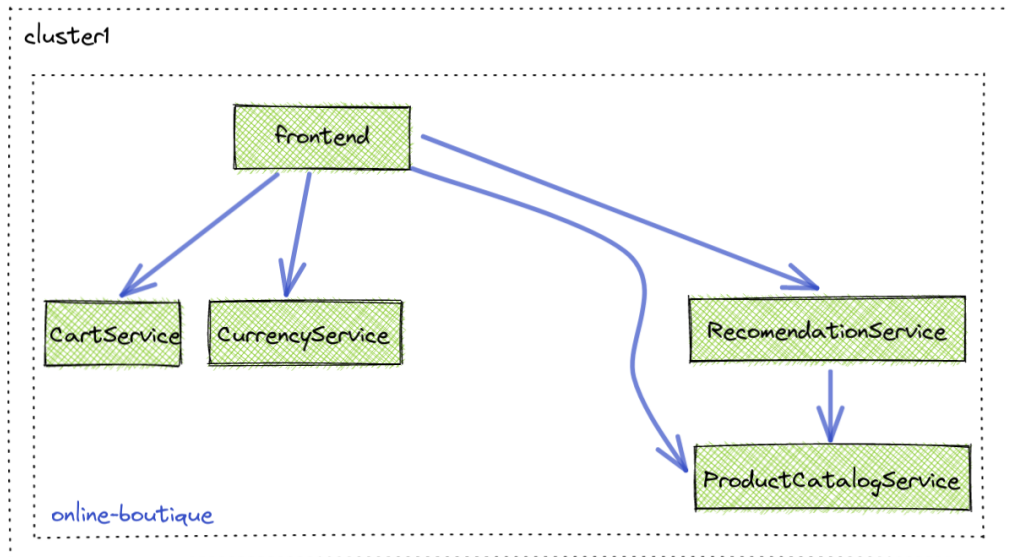 cluster1
frontend
CartService
CurrencyService
RecomendationService
ProductCatalogService
online-boutique